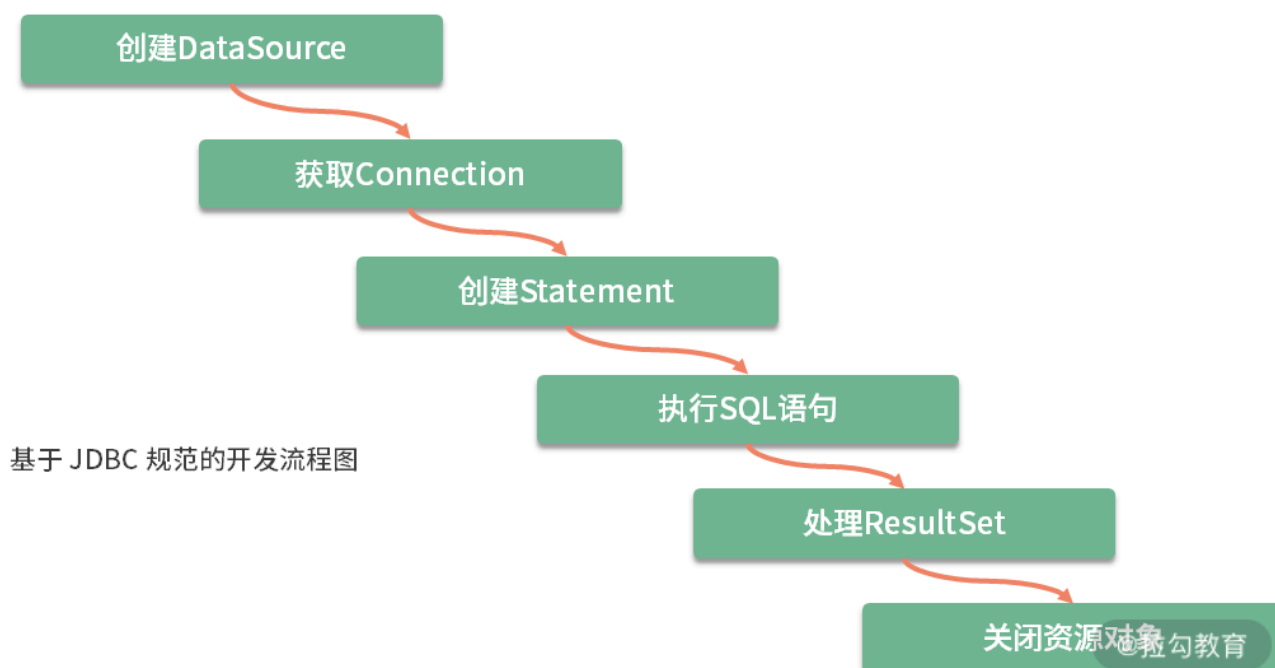 创建DataSource
获取Connection
创建Statement
执行SQL语句
基于 JDBC 规范的开发流程图
处理ResultSet
关闭资源对象
@拉勾教育